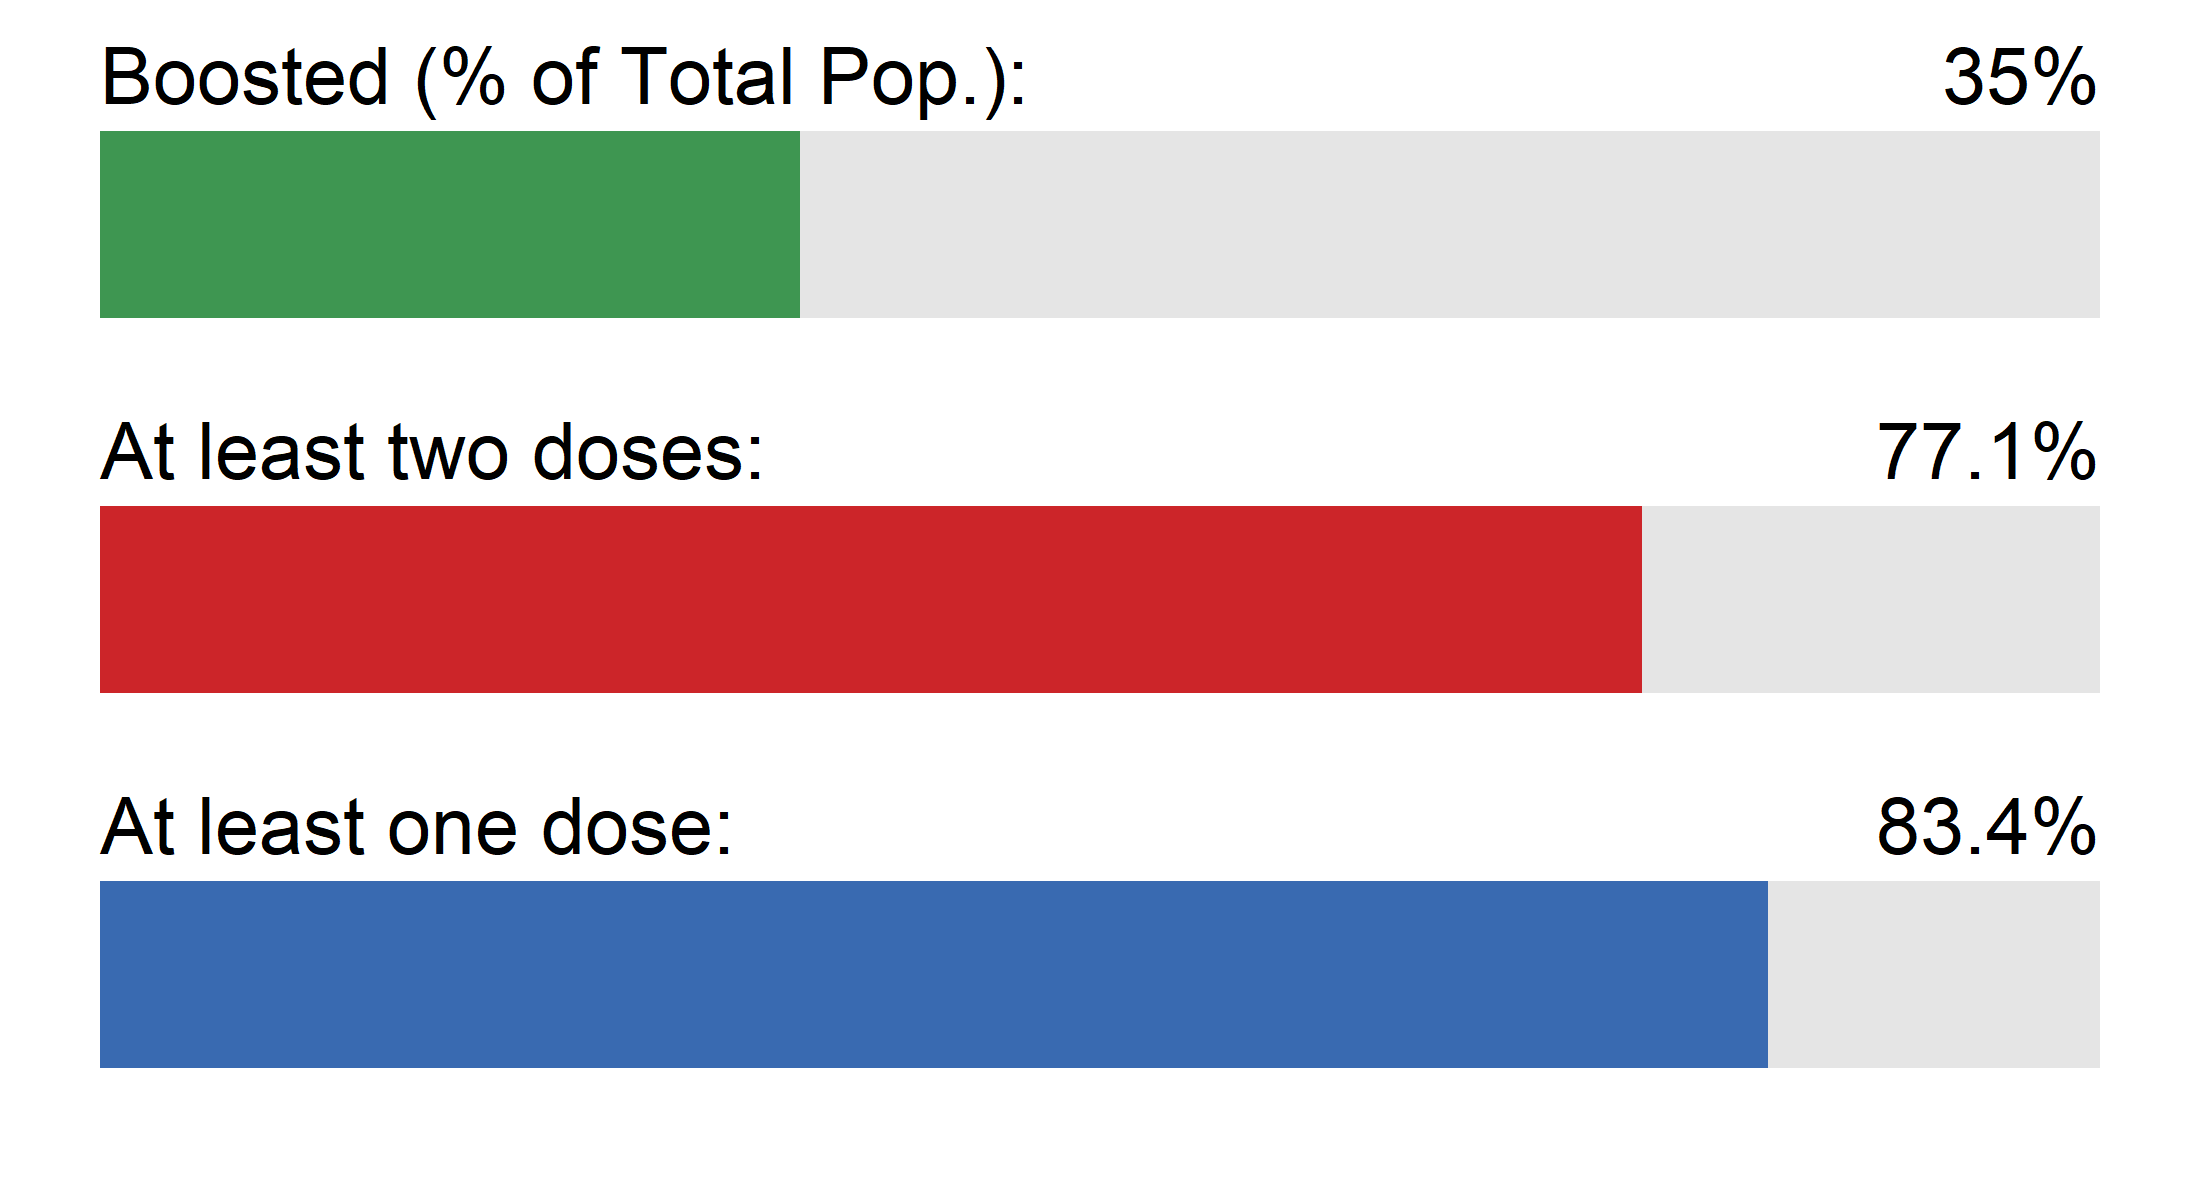 Boosted (% of Total Pop.): 35%
At least two doses: 77.1%
At least one dose: 83.4%